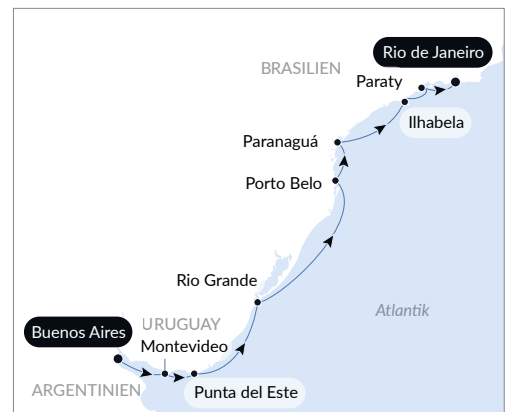 Rio de Janeiro
BRASILIEN
Paraty
Ilhabela
Paranaguá
Porto Belo
Rio Grande
Atlantik
URUGUAY
Buenos Aires
Montevideo
ARGENTINIEN
Punta del Este